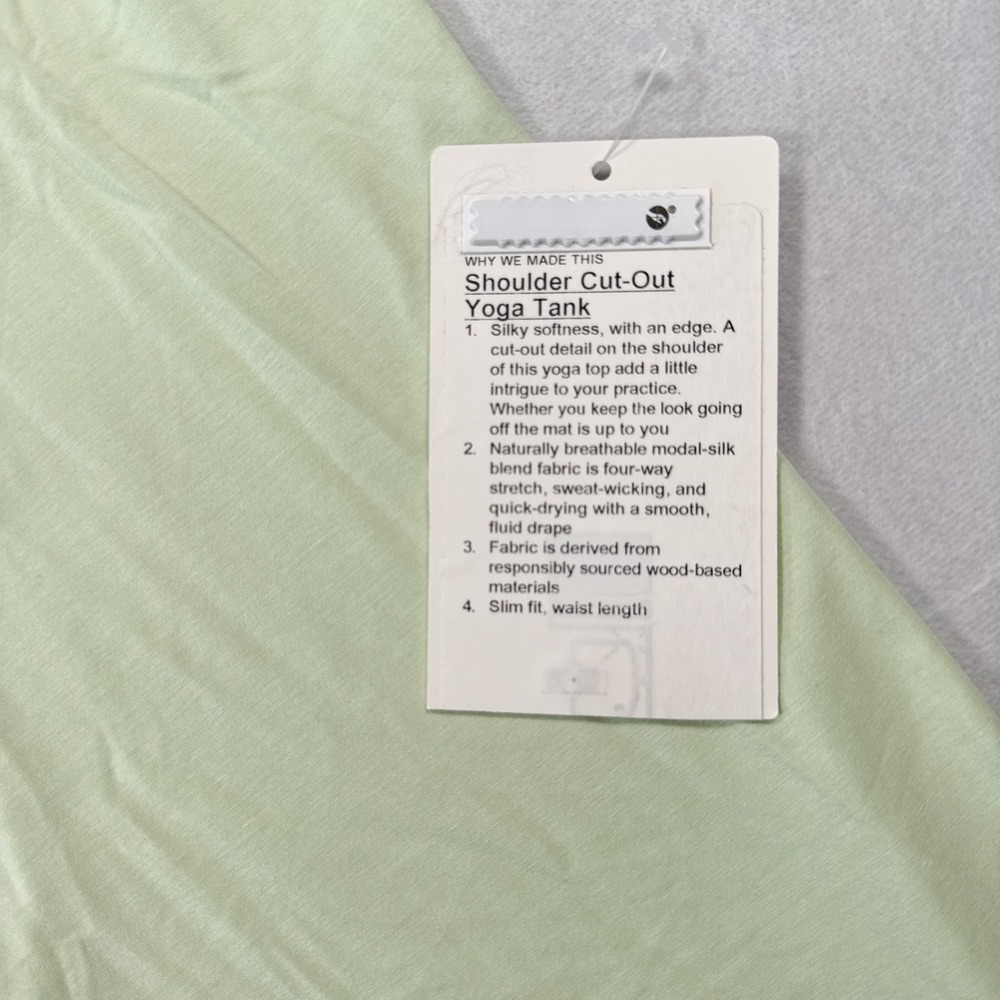 ®
WHY WE MADE THIS
Shoulder Cut-Out
Yoga Tank
1. Silky softness, with an edge. A
cut-out detail on the shoulder
of this yoga top add a little
intrigue to your practice.
Whether you keep the look going
off the mat is up to you
2. Naturally breathable modal-silk
blend fabric is four-way
stretch, sweat-wicking, and
quick-drying with a smooth,
fluid drape
3. Fabric is derived from
responsibly sourced wood-based
materials
4. Slim fit, waist length